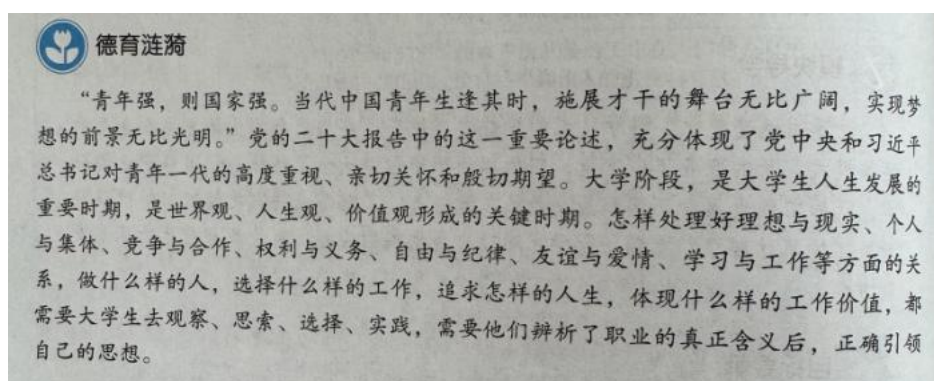 德育涟漪
“青年强，则国家强。当代中国青年生逢其时，施展才干的舞台无比广阔，实现梦
想的前景无比光明。”党的二十大报告中的这一重要论述，充分体现了党中央和习近平
总书记对青年一代的高度重视、亲切关怀和殷切期望。大学阶段，是大学生人生发展的
重要时期，是世界观、人生观、价值观形成的关键时期。怎样处理好理想与现实、个人
与集体、竞争与合作、权利与义务、自由与纪律、友谊与爱情、学习与工作等方面的关
系，做什么样的人，选择什么样的工作，追求怎样的人生，体现什么样的工作价值，都
需要大学生去观察、思索、选择、实践，需要他们辨析了职业的真正含义后，正确引领
自己的思想。